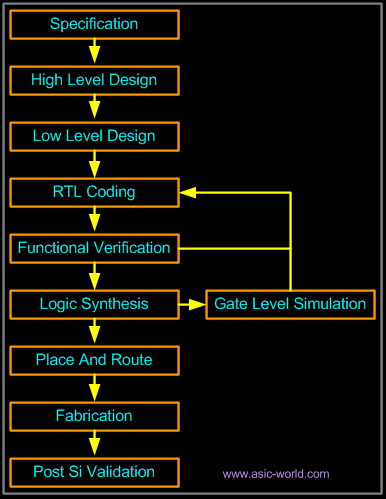 Specification
High Level Design
Low Level Design
RTL Coding
Functional Verification
Logic Synthesis
Gate Level Simulation
Place And Route
Fabrication
Post Si Validation
www.asic-world.com